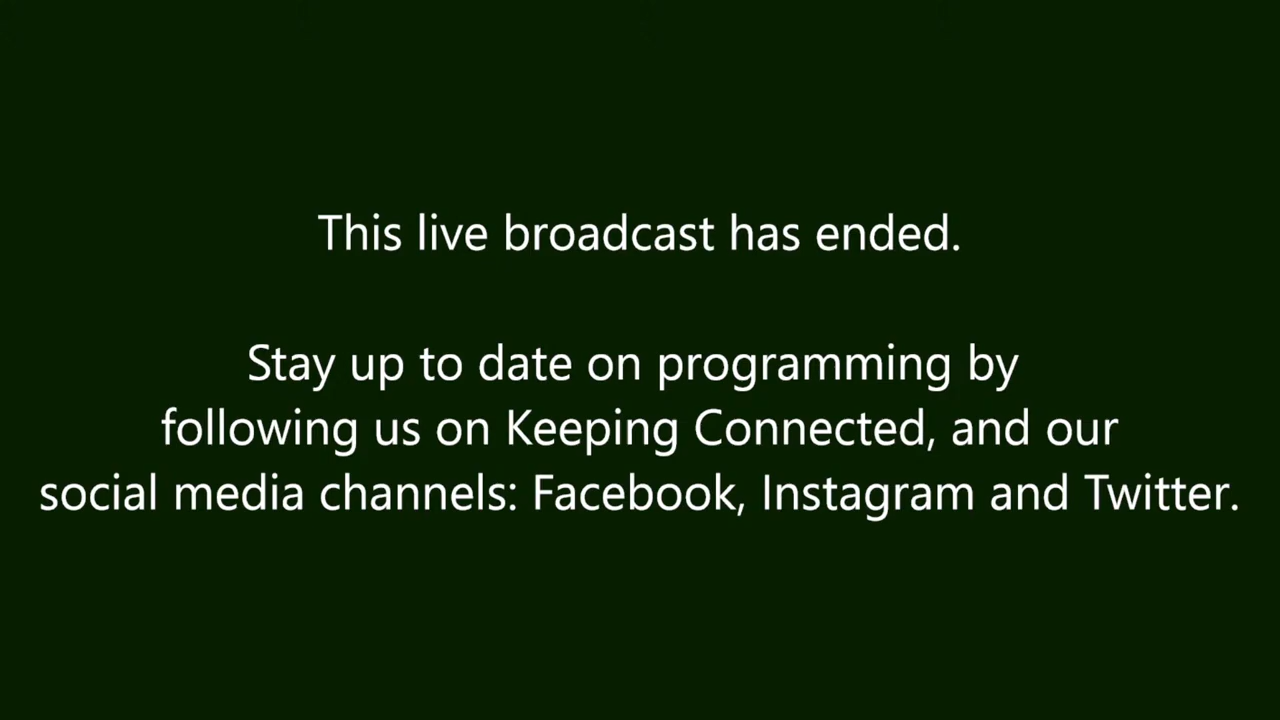 This live broadcast has ended.
Stay up to date on programming by
following us on Keeping Connected, and our
social media channels: Facebook, Instagram and Twitter.